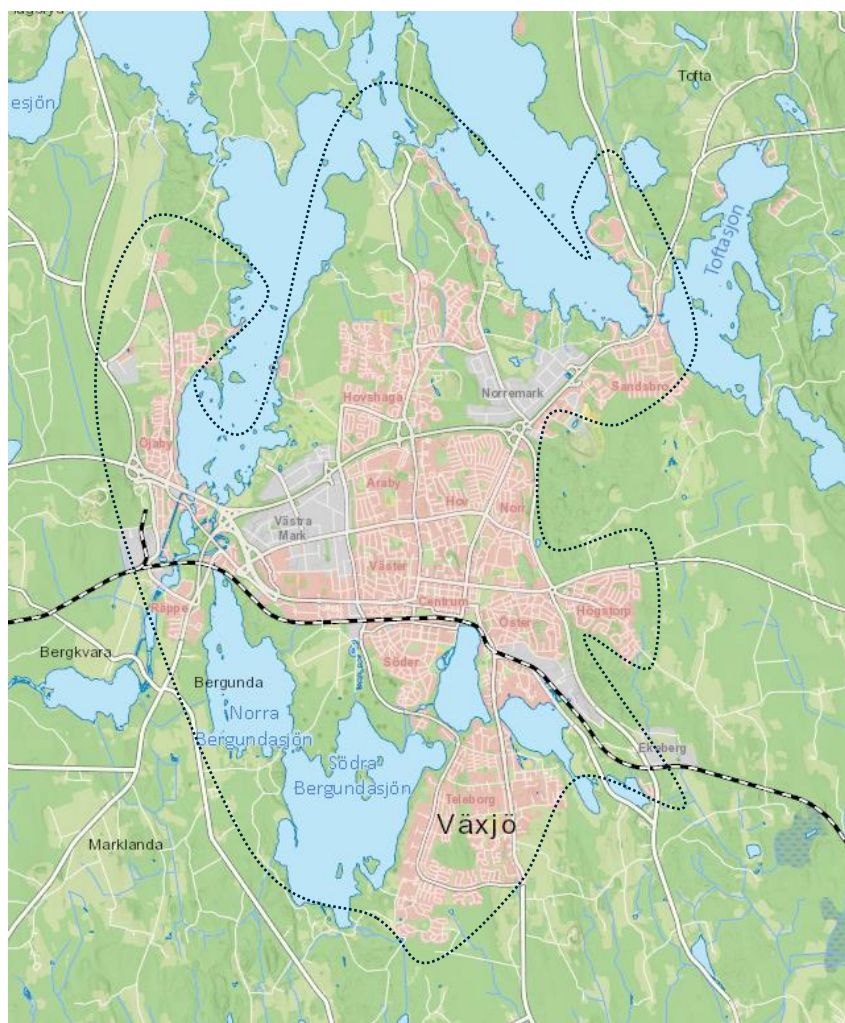 esjön
Tofta
Toftasjön
Hovshaga
Norremark
Sandsbro
Öjaby
Araby
Hov
Norr
Västra
Mark
Väster
Centrum
Öster
Högstorp
Räppe
Söder
Bergkvara
Bergunda
Norra
Bergundasjön
Ekeberg
Södra
Bergundasjön
Teleborg
Växjö
Marklanda